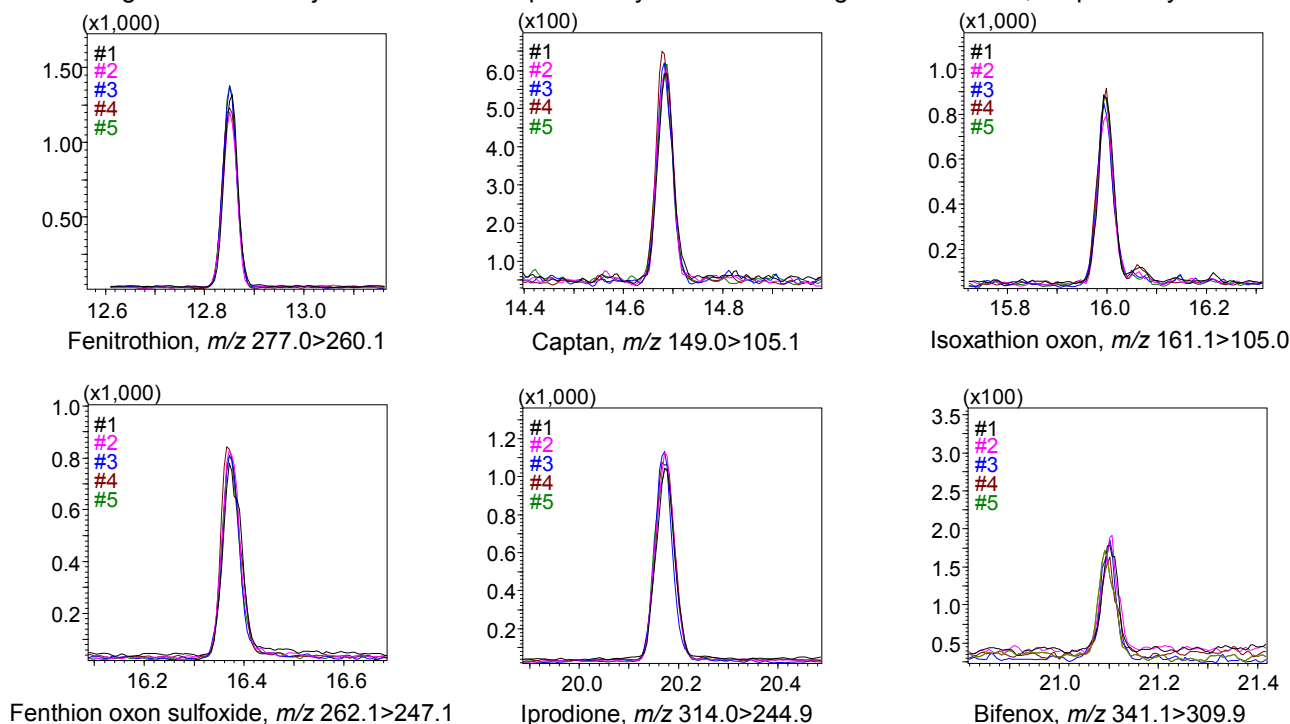 (x1,000) (x100) (x1,000)
#1 #1 #1
#2 #2 #2
#3 #3 #3
#4 #4 #4
#5 #5 #5
1.50 6.0 1.0
1.00 5.0 0.8
0.50 4.0 0.6
3.0 0.4
2.0 0.2
1.0
12.6 12.8 13.0 14.4 14.6 14.8 15.8 16.0 16.2
Fenitrothion, m/z 277.0>260.1 Captan, m/z 149.0>105.1 Isoxathion oxon, m/z 161.1>105.0
(x1,000) (x1,000) (x100)
#1 #1 #1
#2 #2 #2
#3 #3 #3
#4 #4 #4
#5 #5 #5
1.0 1.2 3.5
0.8 1.0 3.0
0.6 0.8 2.5
0.4 0.6 2.0
0.2 0.4 1.5
0.2 1.0
0.5
16.2 16.4 16.6 20.0 20.2 20.4 21.0 21.2 21.4
Fenthion oxon sulfoxide, m/z 262.1>247.1 Iprodione, m/z 314.0>244.9 Bifenox, m/z 341.1>309.9